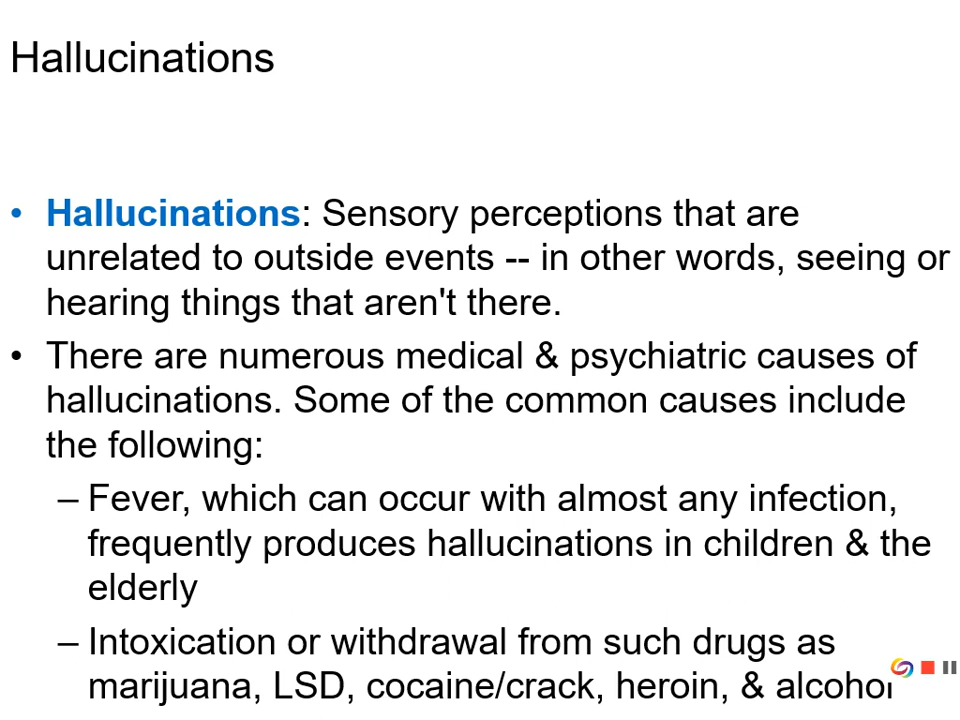 Hallucinations
• Hallucinations: Sensory perceptions that are
unrelated to outside events -- in other words, seeing or
hearing things that aren't there.
• There are numerous medical & psychiatric causes of
hallucinations. Some of the common causes include
the following:
– Fever, which can occur with almost any infection,
frequently produces hallucinations in children & the
elderly
– Intoxication or withdrawal from such drugs as
marijuana, LSD, cocaine/crack, heroin, & alcohol